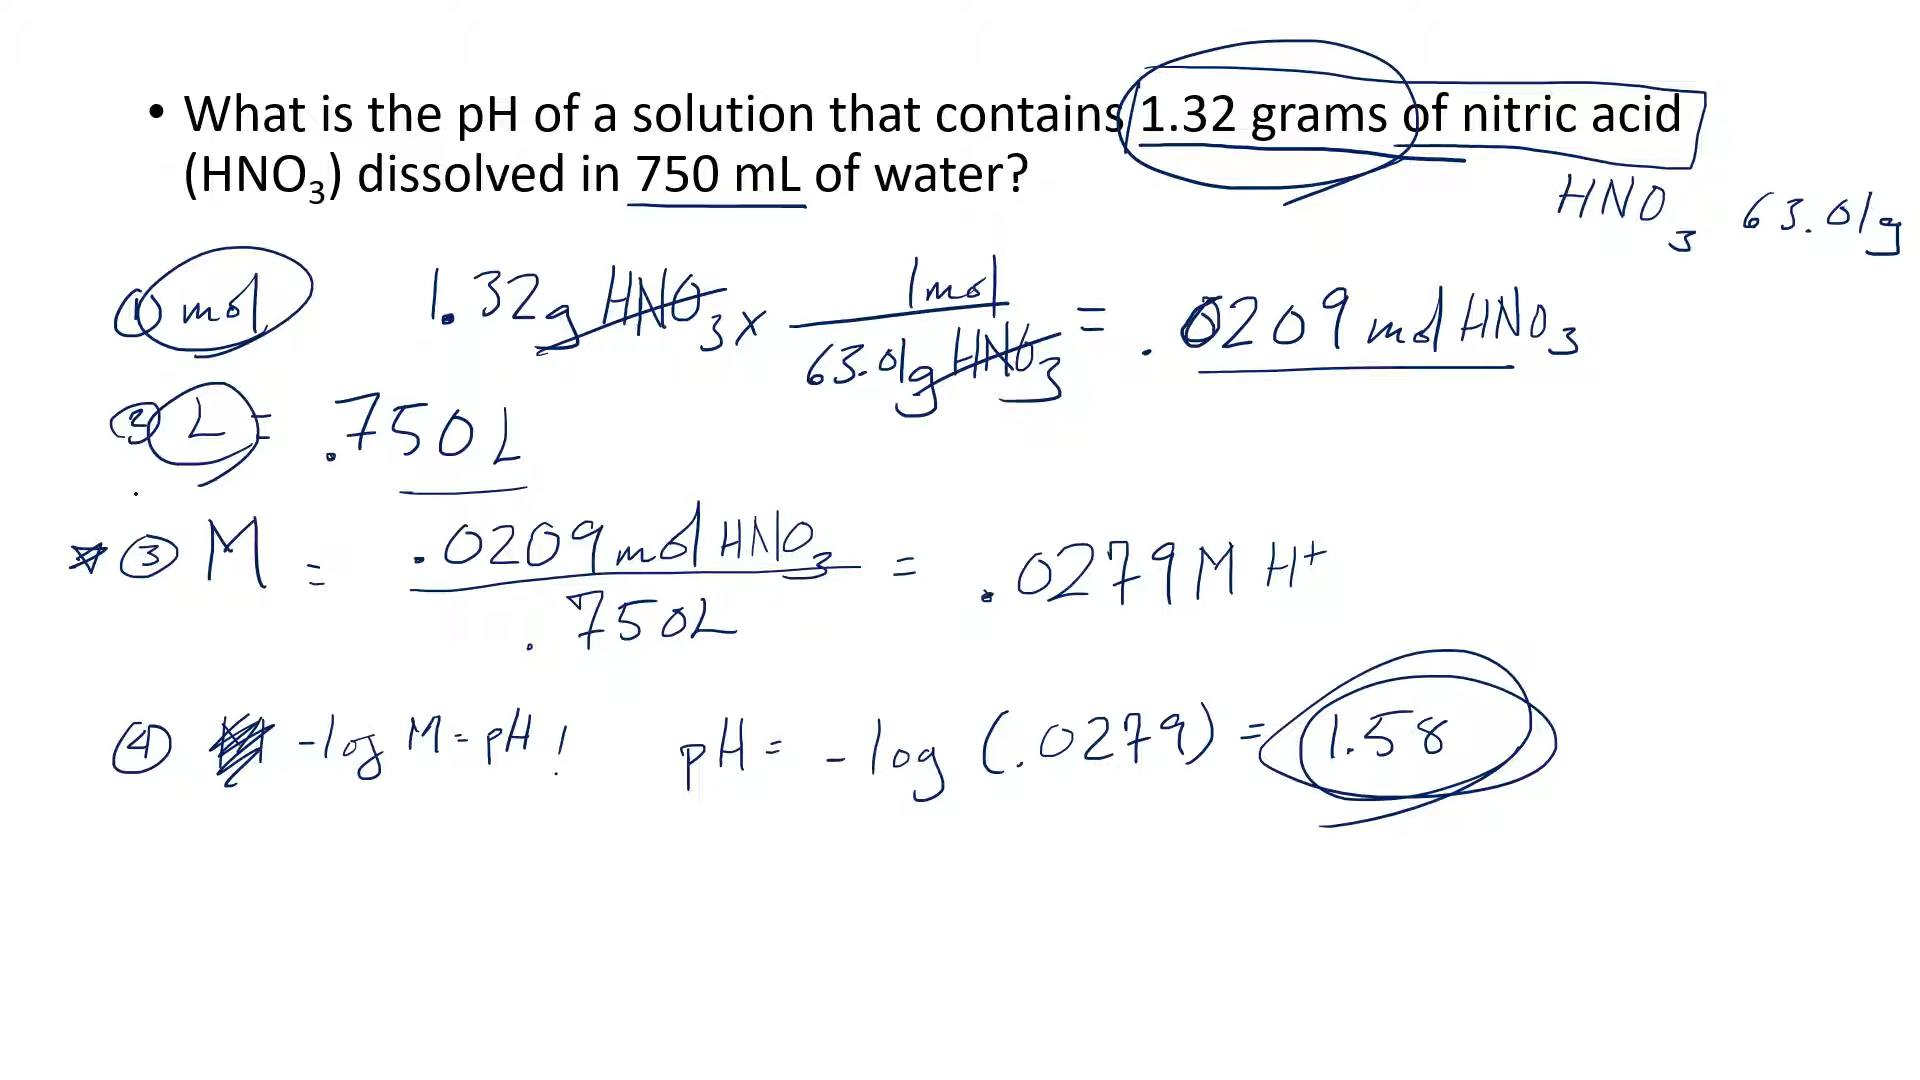 • What is the pH of a solution that contains 1.32 grams of nitric acid
(HNO₃) dissolved in 750 mL of water?
HNO₃ 63.01g
① mol 1.32g HNO₃ x 1mol / 63.01g HNO₃ = .0209 mol HNO₃
② L = .750L
③ M = .0209 mol HNO₃ / .750L = .0279 M H+
④ -log M = pH! pH = -log (.0279) = 1.58